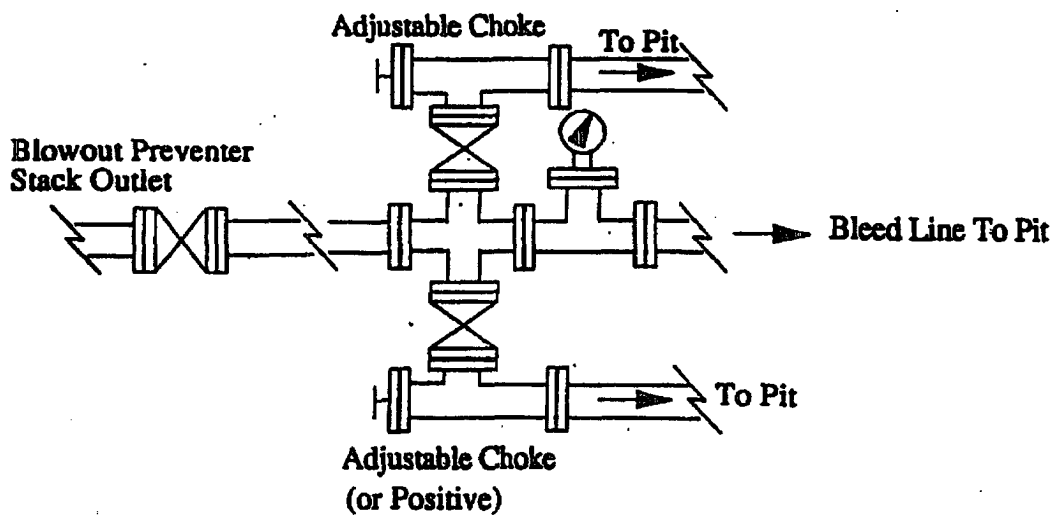 Adjustable Choke
To Pit
Blowout Preventer
Stack Outlet
Bleed Line To Pit
To Pit
Adjustable Choke
(or Positive)